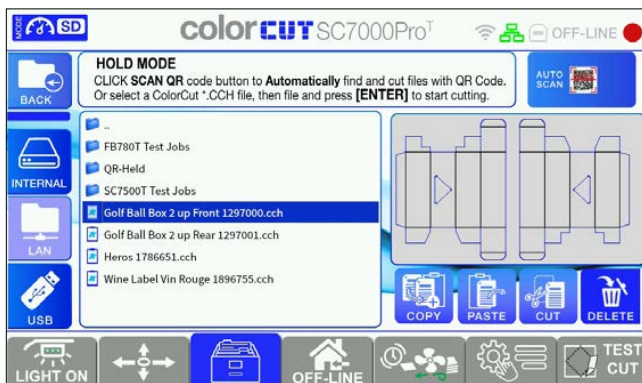 MODE
SD
colorCUT SC7000Pro T
OFF-LINE
BACK
HOLD MODE
CLICK SCAN QR code button to Automatically find and cut files with QR Code.
Or select a ColorCut *.CCH file, then file and press [ENTER] to start cutting.
AUTO
SCAN
..
FB780T Test Jobs
QR-Held
SC7500T Test Jobs
Golf Ball Box 2 up Front 1297000.cch
Golf Ball Box 2 up Rear 1297001.cch
Heros 1786651.cch
Wine Label Vin Rouge 1896755.cch
INTERNAL
LAN
USB
COPY
PASTE
CUT
DELETE
LIGHT ON
OFF-LINE
TEST
CUT